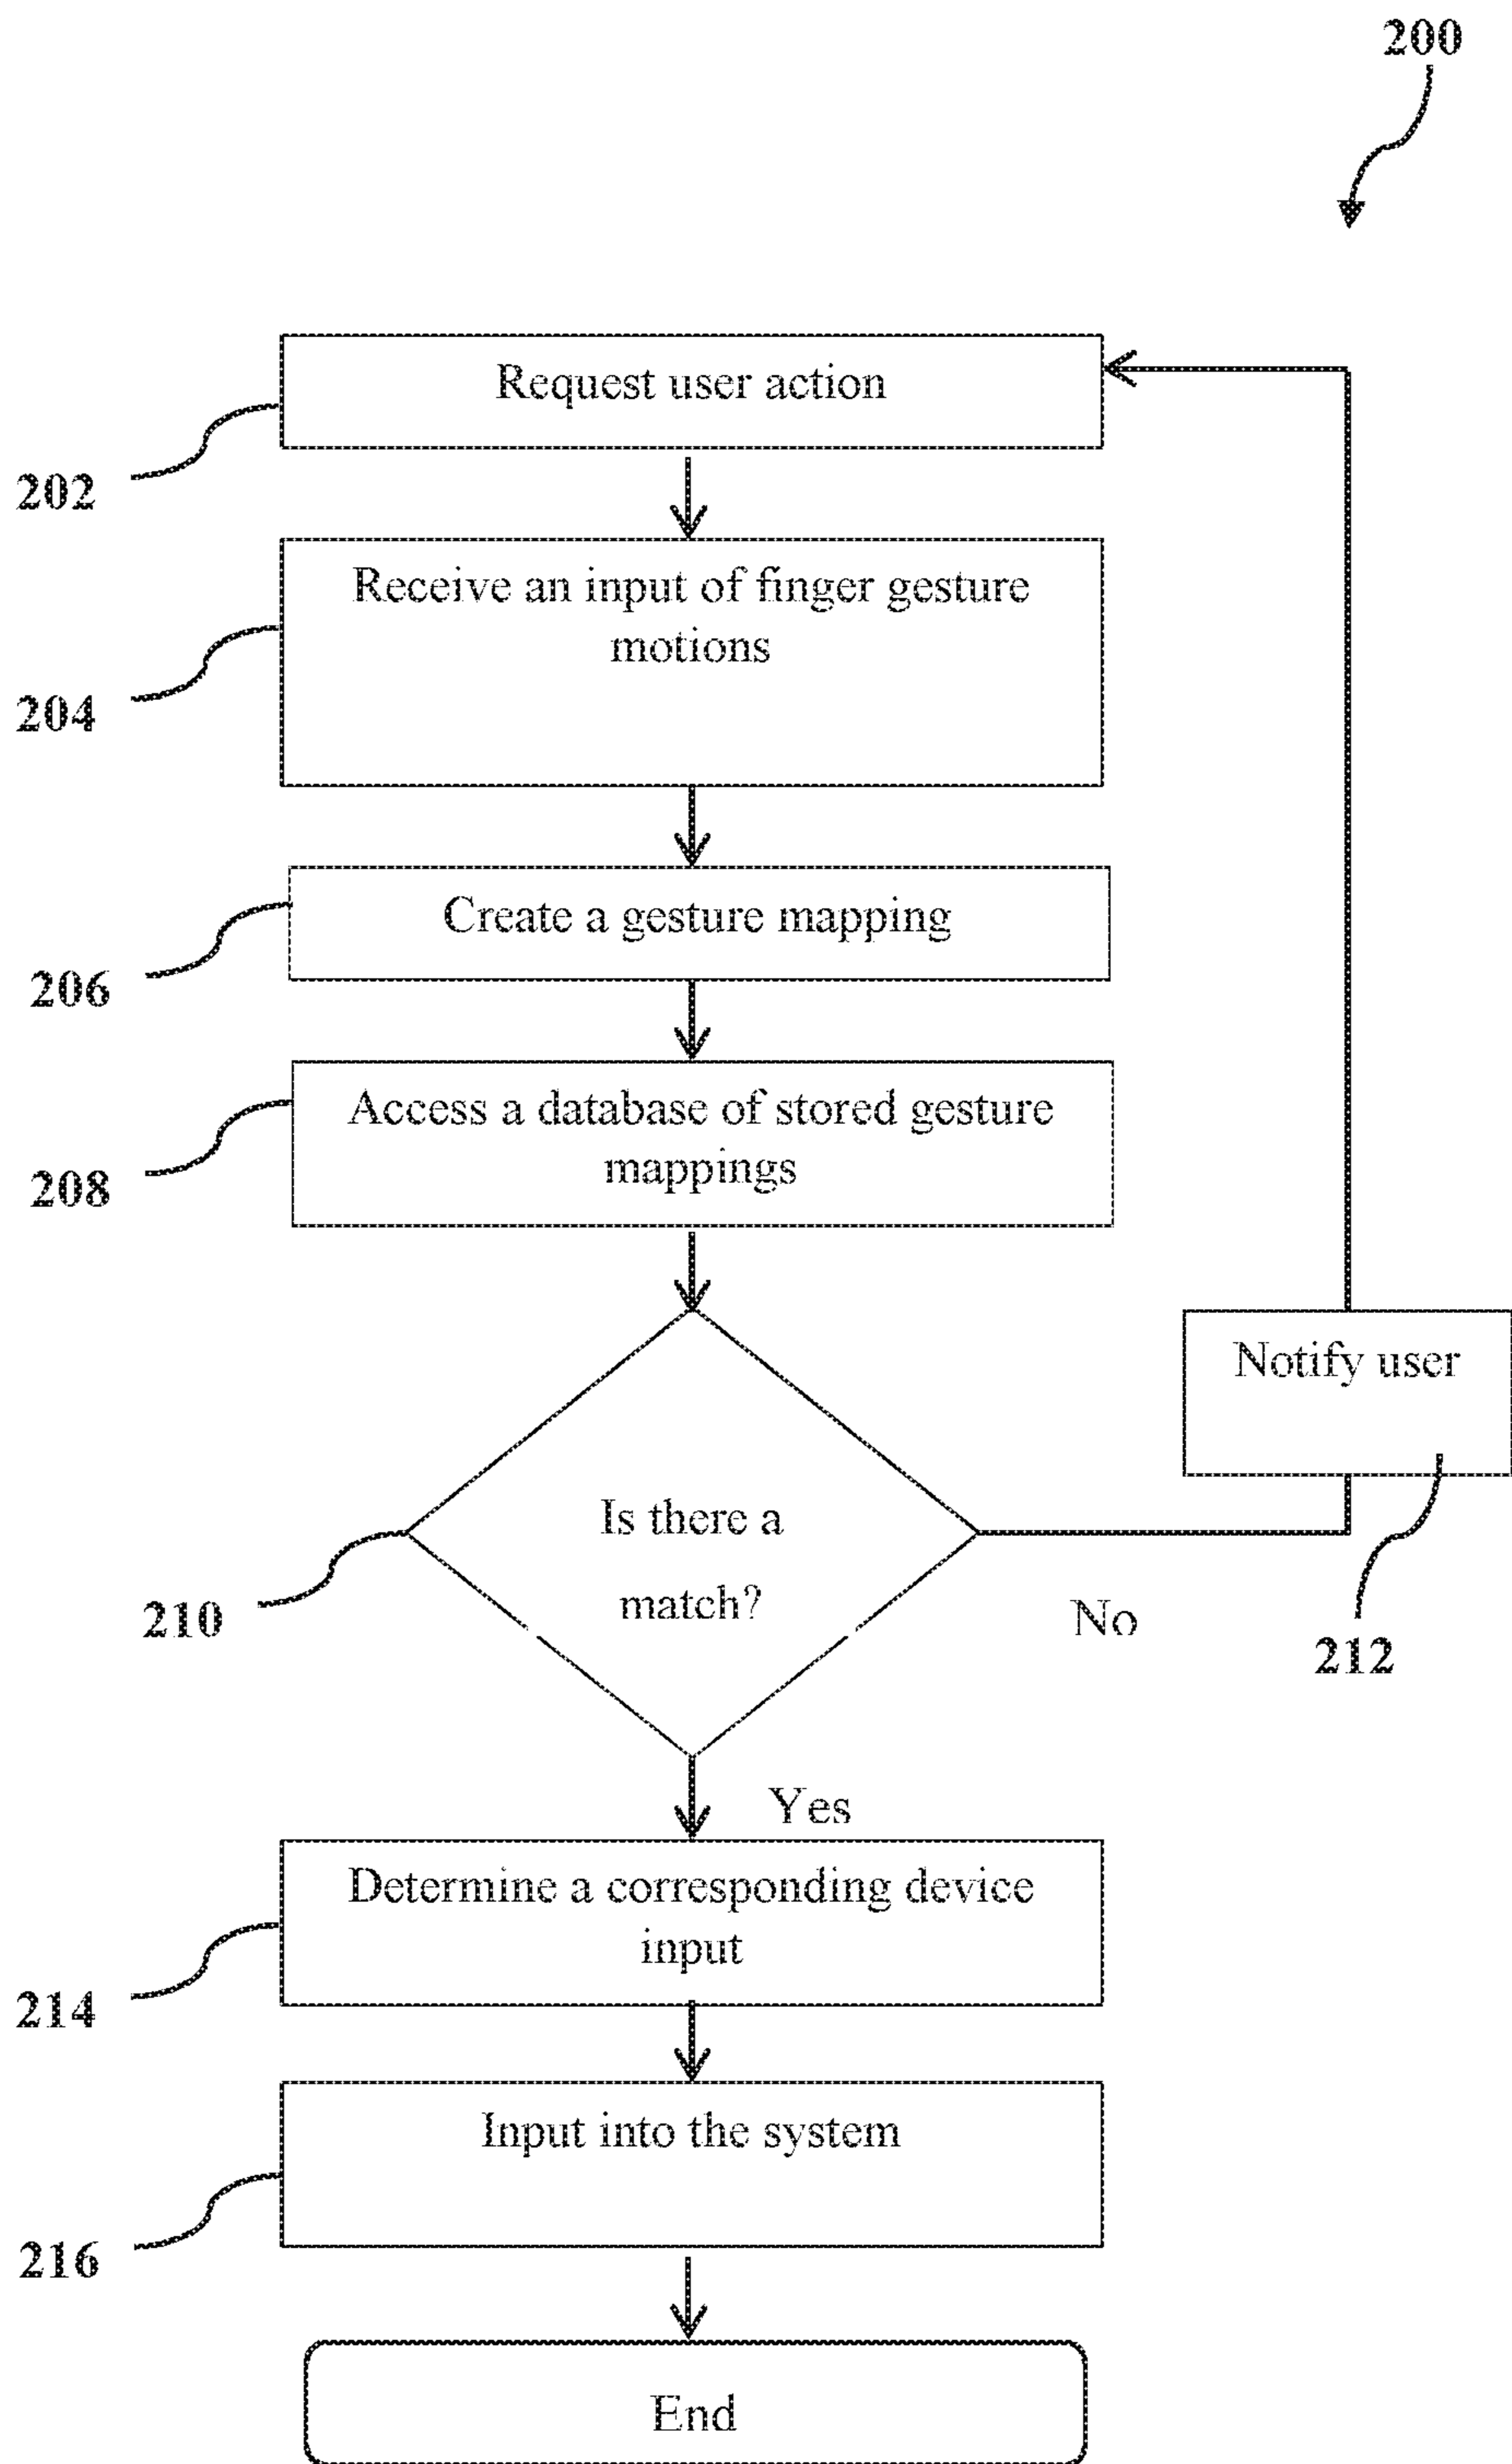 200
Request user action
202
Receive an input of finger gesture
motions
204
Create a gesture mapping
206
Access a database of stored gesture
mappings
208
Notify user
Is there a
match?
210
No
212
Yes
Determine a corresponding device
input
214
Input into the system
216
End